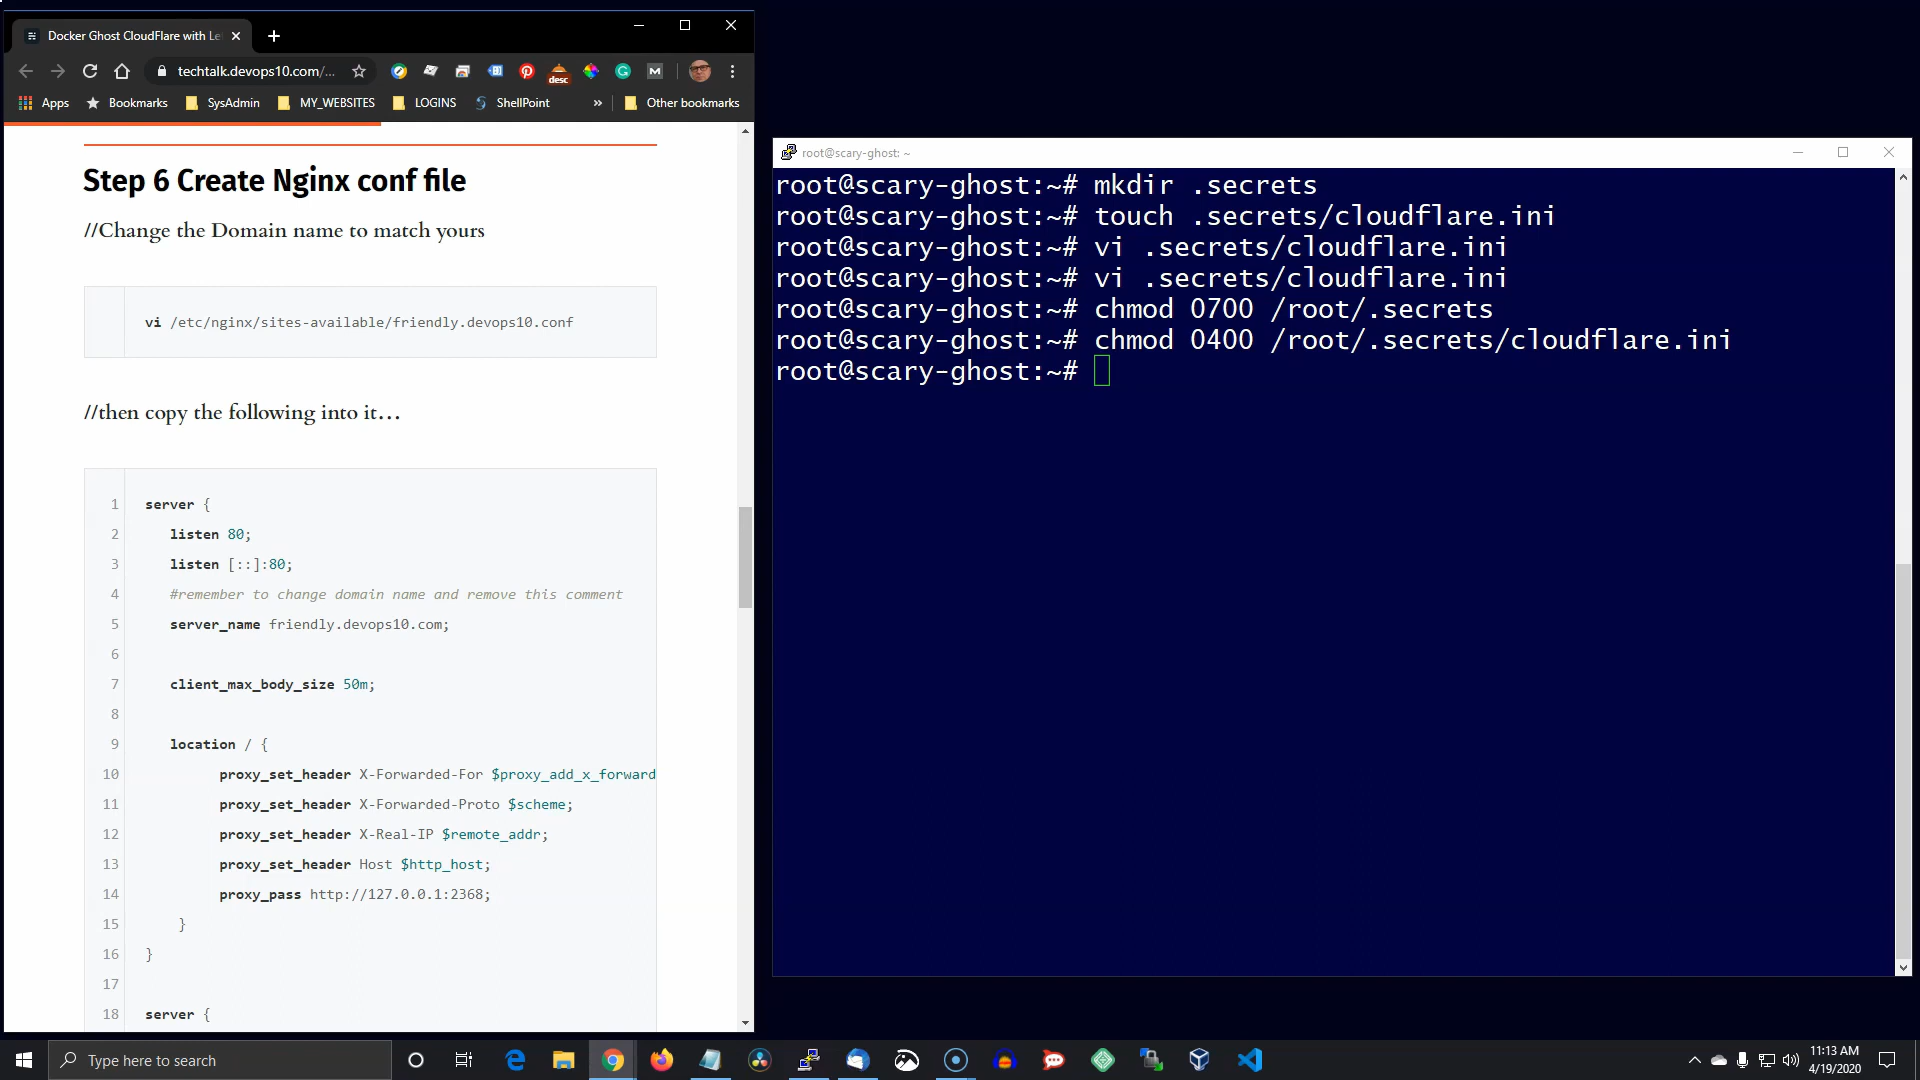 Docker Ghost CloudFlare with Le
techtalk.devops10.com/...
desc
Apps
Bookmarks
SysAdmin
MY_WEBSITES
LOGINS
ShellPoint
»
Other bookmarks
Step 6 Create Nginx conf file
//Change the Domain name to match yours
vi /etc/nginx/sites-available/friendly.devops10.conf
//then copy the following into it…
1 server {
2 listen 80;
3 listen [::]:80;
4 #remember to change domain name and remove this comment
5 server_name friendly.devops10.com;
6
7 client_max_body_size 50m;
8
9 location / {
10 proxy_set_header X-Forwarded-For $proxy_add_x_forward
11 proxy_set_header X-Forwarded-Proto $scheme;
12 proxy_set_header X-Real-IP $remote_addr;
13 proxy_set_header Host $http_host;
14 proxy_pass http://127.0.0.1:2368;
15 }
16 }
17
18 server {
root@scary-ghost: ~
root@scary-ghost:~# mkdir .secrets
root@scary-ghost:~# touch .secrets/cloudflare.ini
root@scary-ghost:~# vi .secrets/cloudflare.ini
root@scary-ghost:~# vi .secrets/cloudflare.ini
root@scary-ghost:~# chmod 0700 /root/.secrets
root@scary-ghost:~# chmod 0400 /root/.secrets/cloudflare.ini
root@scary-ghost:~#
Type here to search
11:13 AM
4/19/2020